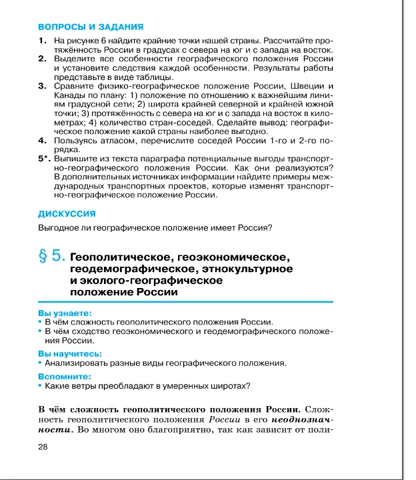 ВОПРОСЫ И ЗАДАНИЯ
1. На рисунке 6 найдите крайние точки нашей страны. Рассчитайте про-
тяжённость России в градусах с севера на юг и с запада на восток.
2. Выделите все особенности географического положения России
и установите следствия каждой особенности. Результаты работы
представьте в виде таблицы.
3. Сравните физико-географическое положение России, Швеции и
Канады по плану: 1) положение по отношению к важнейшим лини-
ям градусной сети; 2) широта крайней северной и крайней южной
точки; 3) протяжённость с севера на юг и с запада на восток в кило-
метрах; 4) количество стран-соседей. Сделайте вывод: географи-
ческое положение какой страны наиболее выгодно.
4. Пользуясь атласом, перечислите соседей России 1-го и 2-го по-
рядка.
5*. Выпишите из текста параграфа потенциальные выгоды транспорт-
но-географического положения России. Как они реализуются?
В дополнительных источниках информации найдите примеры меж-
дународных транспортных проектов, которые изменят транспорт-
но-географическое положение России.
ДИСКУССИЯ
Выгодное ли географическое положение имеет Россия?
§ 5. Геополитическое, геоэкономическое,
геодемографическое, этнокультурное
и эколого-географическое
положение России
Вы узнаете:
• В чём сложность геополитического положения России.
• В чём сходство геоэкономического и геодемографического положе-
ния России.
Вы научитесь:
• Анализировать разные виды географического положения.
Вспомните:
• Какие ветры преобладают в умеренных широтах?
В чём сложность геополитического положения России. Слож-
ность геополитического положения России в его неоднознач-
ности. Во многом оно благоприятно, так как зависит от поли-
28